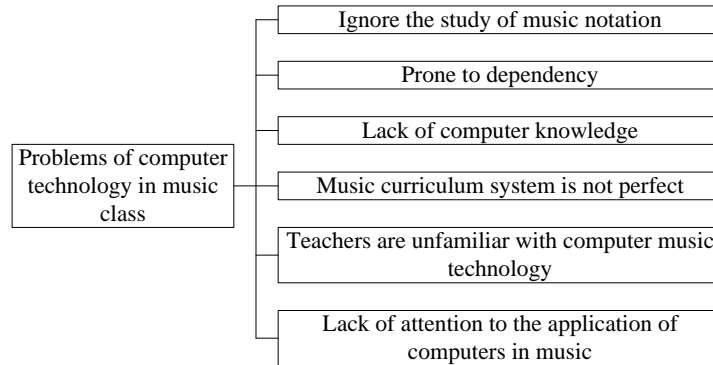 Problems of computer
technology in music
class
Ignore the study of music notation
Prone to dependency
Lack of computer knowledge
Music curriculum system is not perfect
Teachers are unfamiliar with computer music
technology
Lack of attention to the application of
computers in music